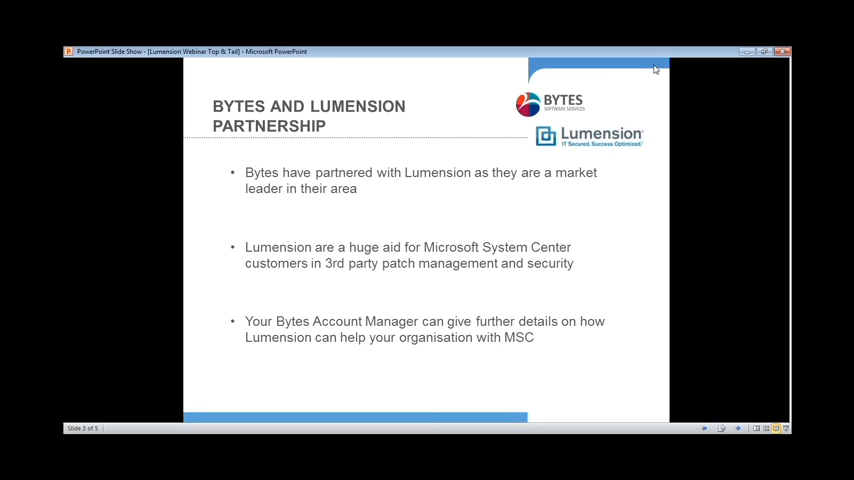 PowerPoint Slide Show - [Lumension Webinar Top & Tail] - Microsoft PowerPoint
BYTES AND LUMENSION
PARTNERSHIP
BYTES
SOFTWARE SERVICES
Lumension
IT Secured. Success Optimized.
• Bytes have partnered with Lumension as they are a market
leader in their area
• Lumension are a huge aid for Microsoft System Center
customers in 3rd party patch management and security
• Your Bytes Account Manager can give further details on how
Lumension can help your organisation with MSC
Slide 3 of 5